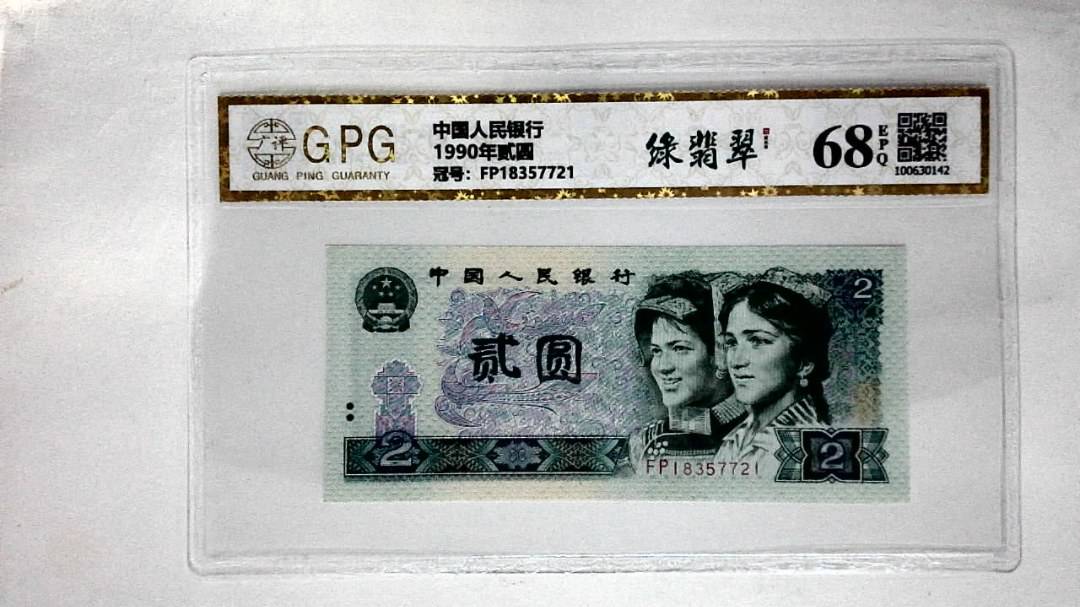 广评
GPG
GUANG PING GUARANTY
中国人民银行
1990年贰圆
冠号：FP18357721
绿翡翠
68
EPQ
100630142
中国人民银行
2
贰圆
2
FP18357721
2